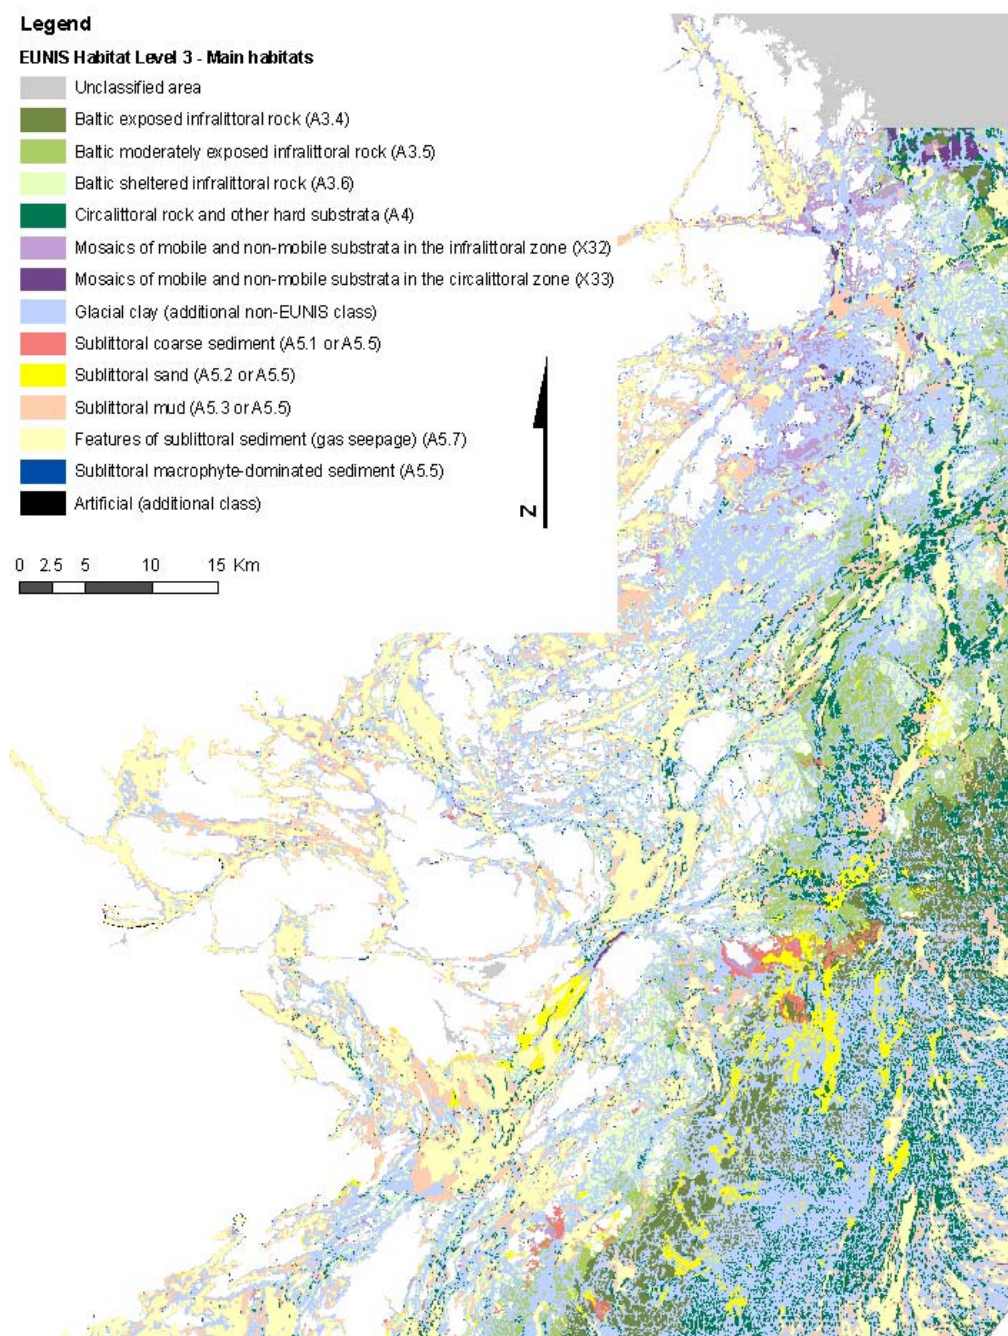 Legend
EUNIS Habitat Level 3 - Main habitats
Unclassified area
Baltic exposed infralittoral rock (A3.4)
Baltic moderately exposed infralittoral rock (A3.5)
Baltic sheltered infralittoral rock (A3.6)
Circalittoral rock and other hard substrata (A4)
Mosaics of mobile and non-mobile substrata in the infralittoral zone (X32)
Mosaics of mobile and non-mobile substrata in the circalittoral zone (X33)
Glacial clay (additional non-EUNIS class)
Sublittoral coarse sediment (A5.1 or A5.5)
Sublittoral sand (A5.2 or A5.5)
Sublittoral mud (A5.3 or A5.5)
Features of sublittoral sediment (gas seepage) (A5.7)
Sublittoral macrophyte-dominated sediment (A5.5)
Artificial (additional class)
N
0 2.5 5 10 15 Km